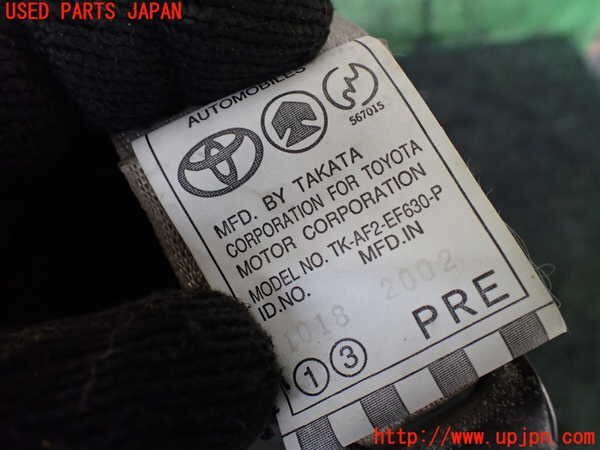 USED PARTS JAPAN
AUTOMOBILES
567015
MFD. BY TAKATA
CORPORATION FOR TOYOTA
MOTOR CORPORATION
MODEL NO. TK-AF2-EF630-P
ID.NO. MFD.IN
1018 2002
PRE
1 3
http://www.upjpn.com/